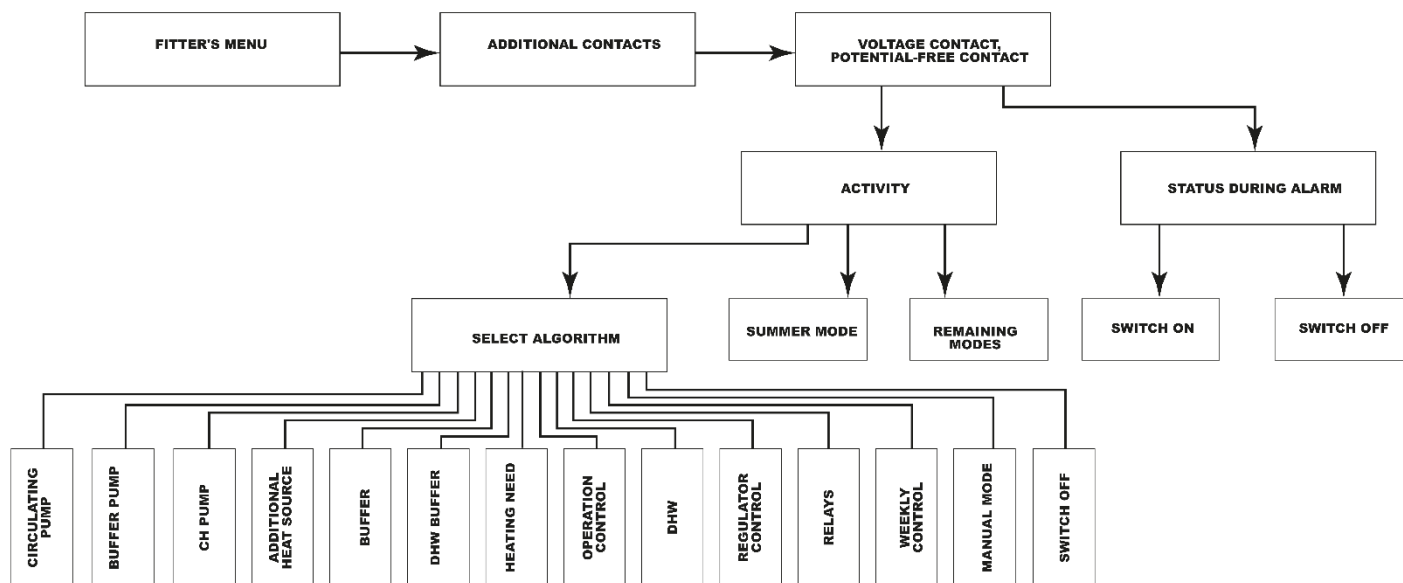 FITTER'S MENU
ADDITIONAL CONTACTS
VOLTAGE CONTACT,
POTENTIAL-FREE CONTACT
ACTIVITY
STATUS DURING ALARM
SELECT ALGORITHM
SUMMER MODE
REMAINING
MODES
SWITCH ON
SWITCH OFF
CIRCULATING
PUMP
BUFFER PUMP
CH PUMP
ADDITIONAL
HEAT SOURCE
BUFFER
DHW BUFFER
HEATING NEED
OPERATION
CONTROL
DHW
REGULATOR
CONTROL
RELAYS
WEEKLY
CONTROL
MANUAL MODE
SWITCH OFF